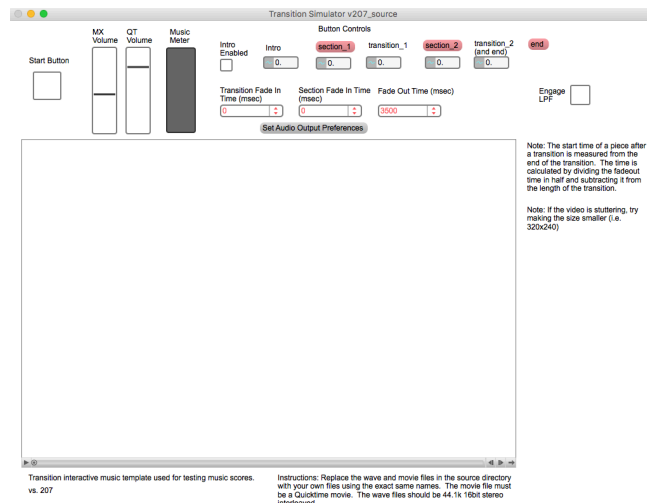 Transition Simulator v207_source
MX
Volume
QT
Volume
Music
Meter
Start Button
Button Controls
Intro
Enabled
Intro
section_1
transition_1
section_2
transition_2
(and end)
end
0.
0.
0.
0.
0.
Transition Fade In
Time (msec)
Section Fade In Time
(msec)
Fade Out Time (msec)
0
0
3500
Engage
LPF
Set Audio Output Preferences
Note: The start time of a piece after
a transition is measured from the
end of the transition. The time is
calculated by dividing the fadeout
time in half and subtracting it from
the length of the transition.
Note: If the video is stuttering, try
making the size smaller (i.e.
320x240)
Transition interactive music template used for testing music scores.
vs. 207
Instructions: Replace the wave and movie files in the source directory
with your own files using the exact same names. The movie file must
be a Quicktime movie. The wave files should be 44.1k 16bit stereo
interleaved